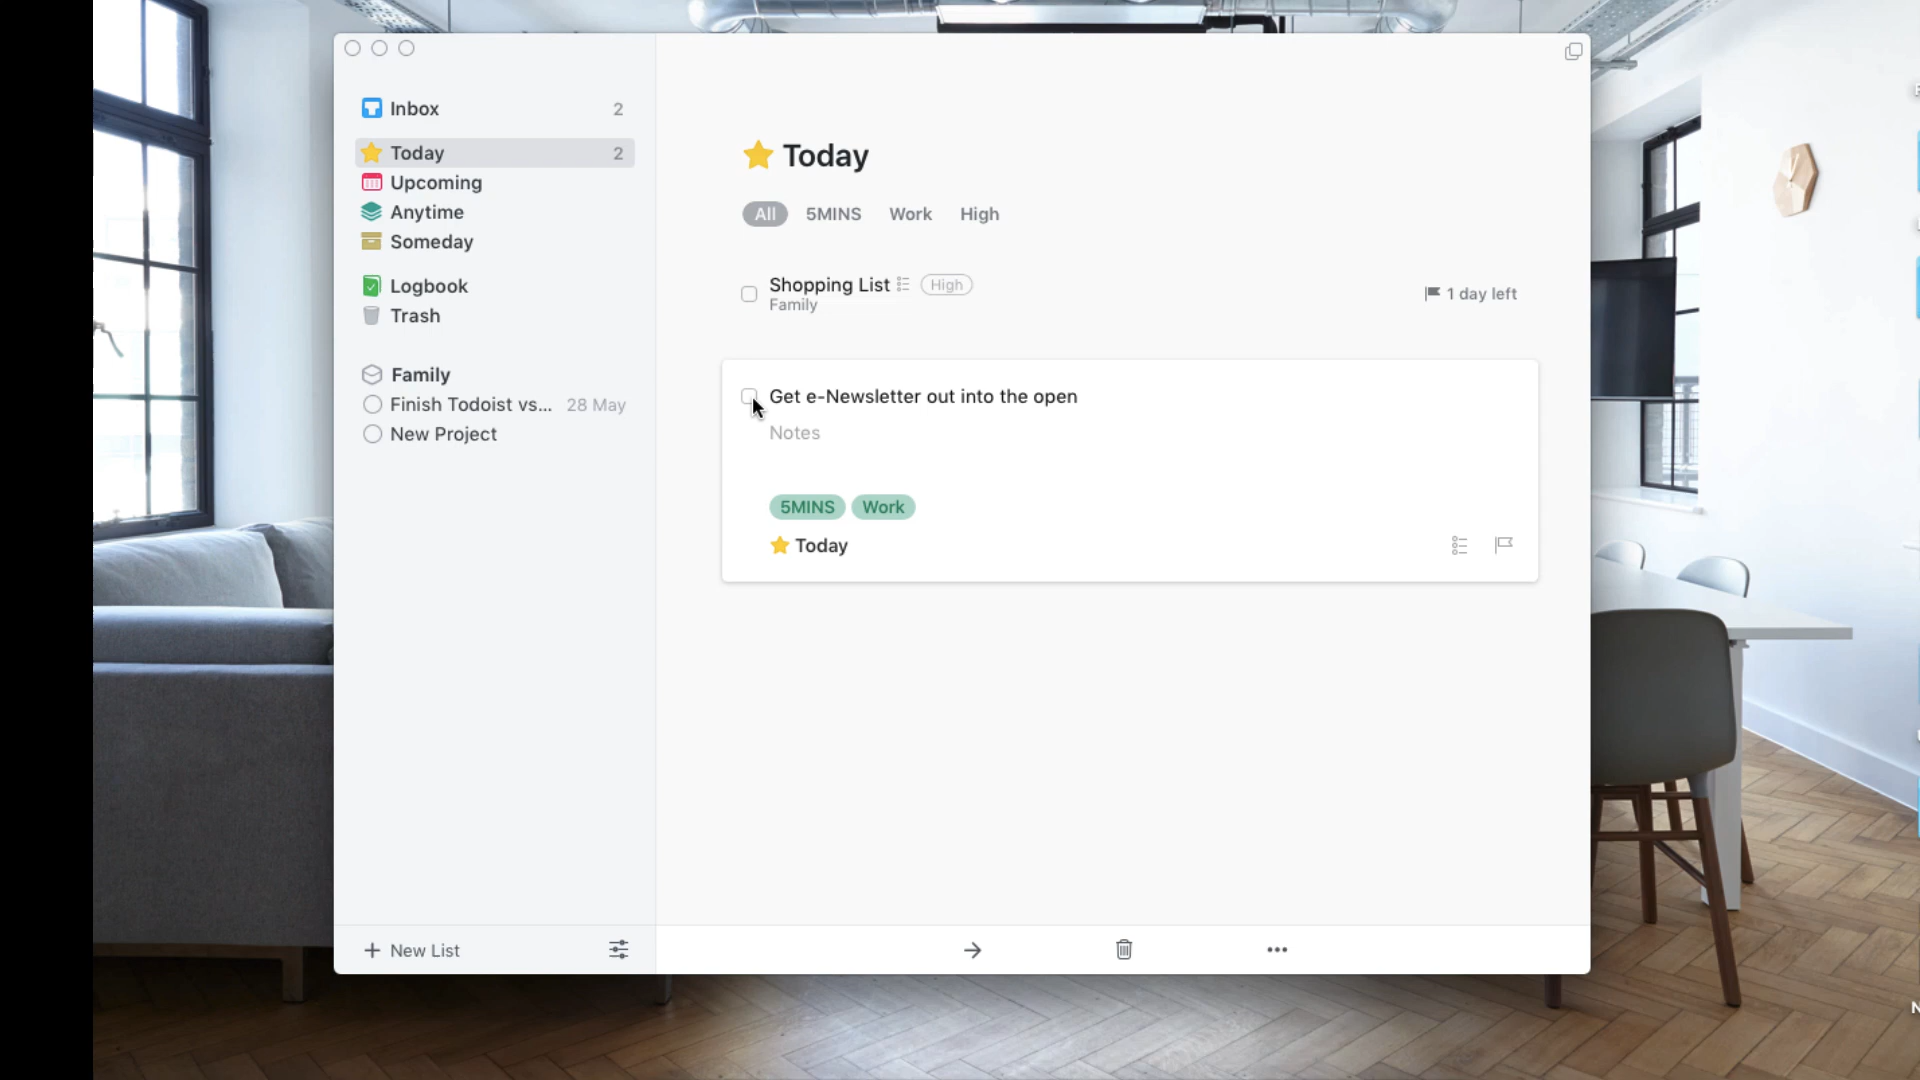 Inbox 2
Today 2
Upcoming
Anytime
Someday
Logbook
Trash
Family
Finish Todoist vs... 28 May
New Project
+ New List
Today
All 5MINS Work High
Shopping List High
Family
1 day left
Get e-Newsletter out into the open
Notes
5MINS Work
Today